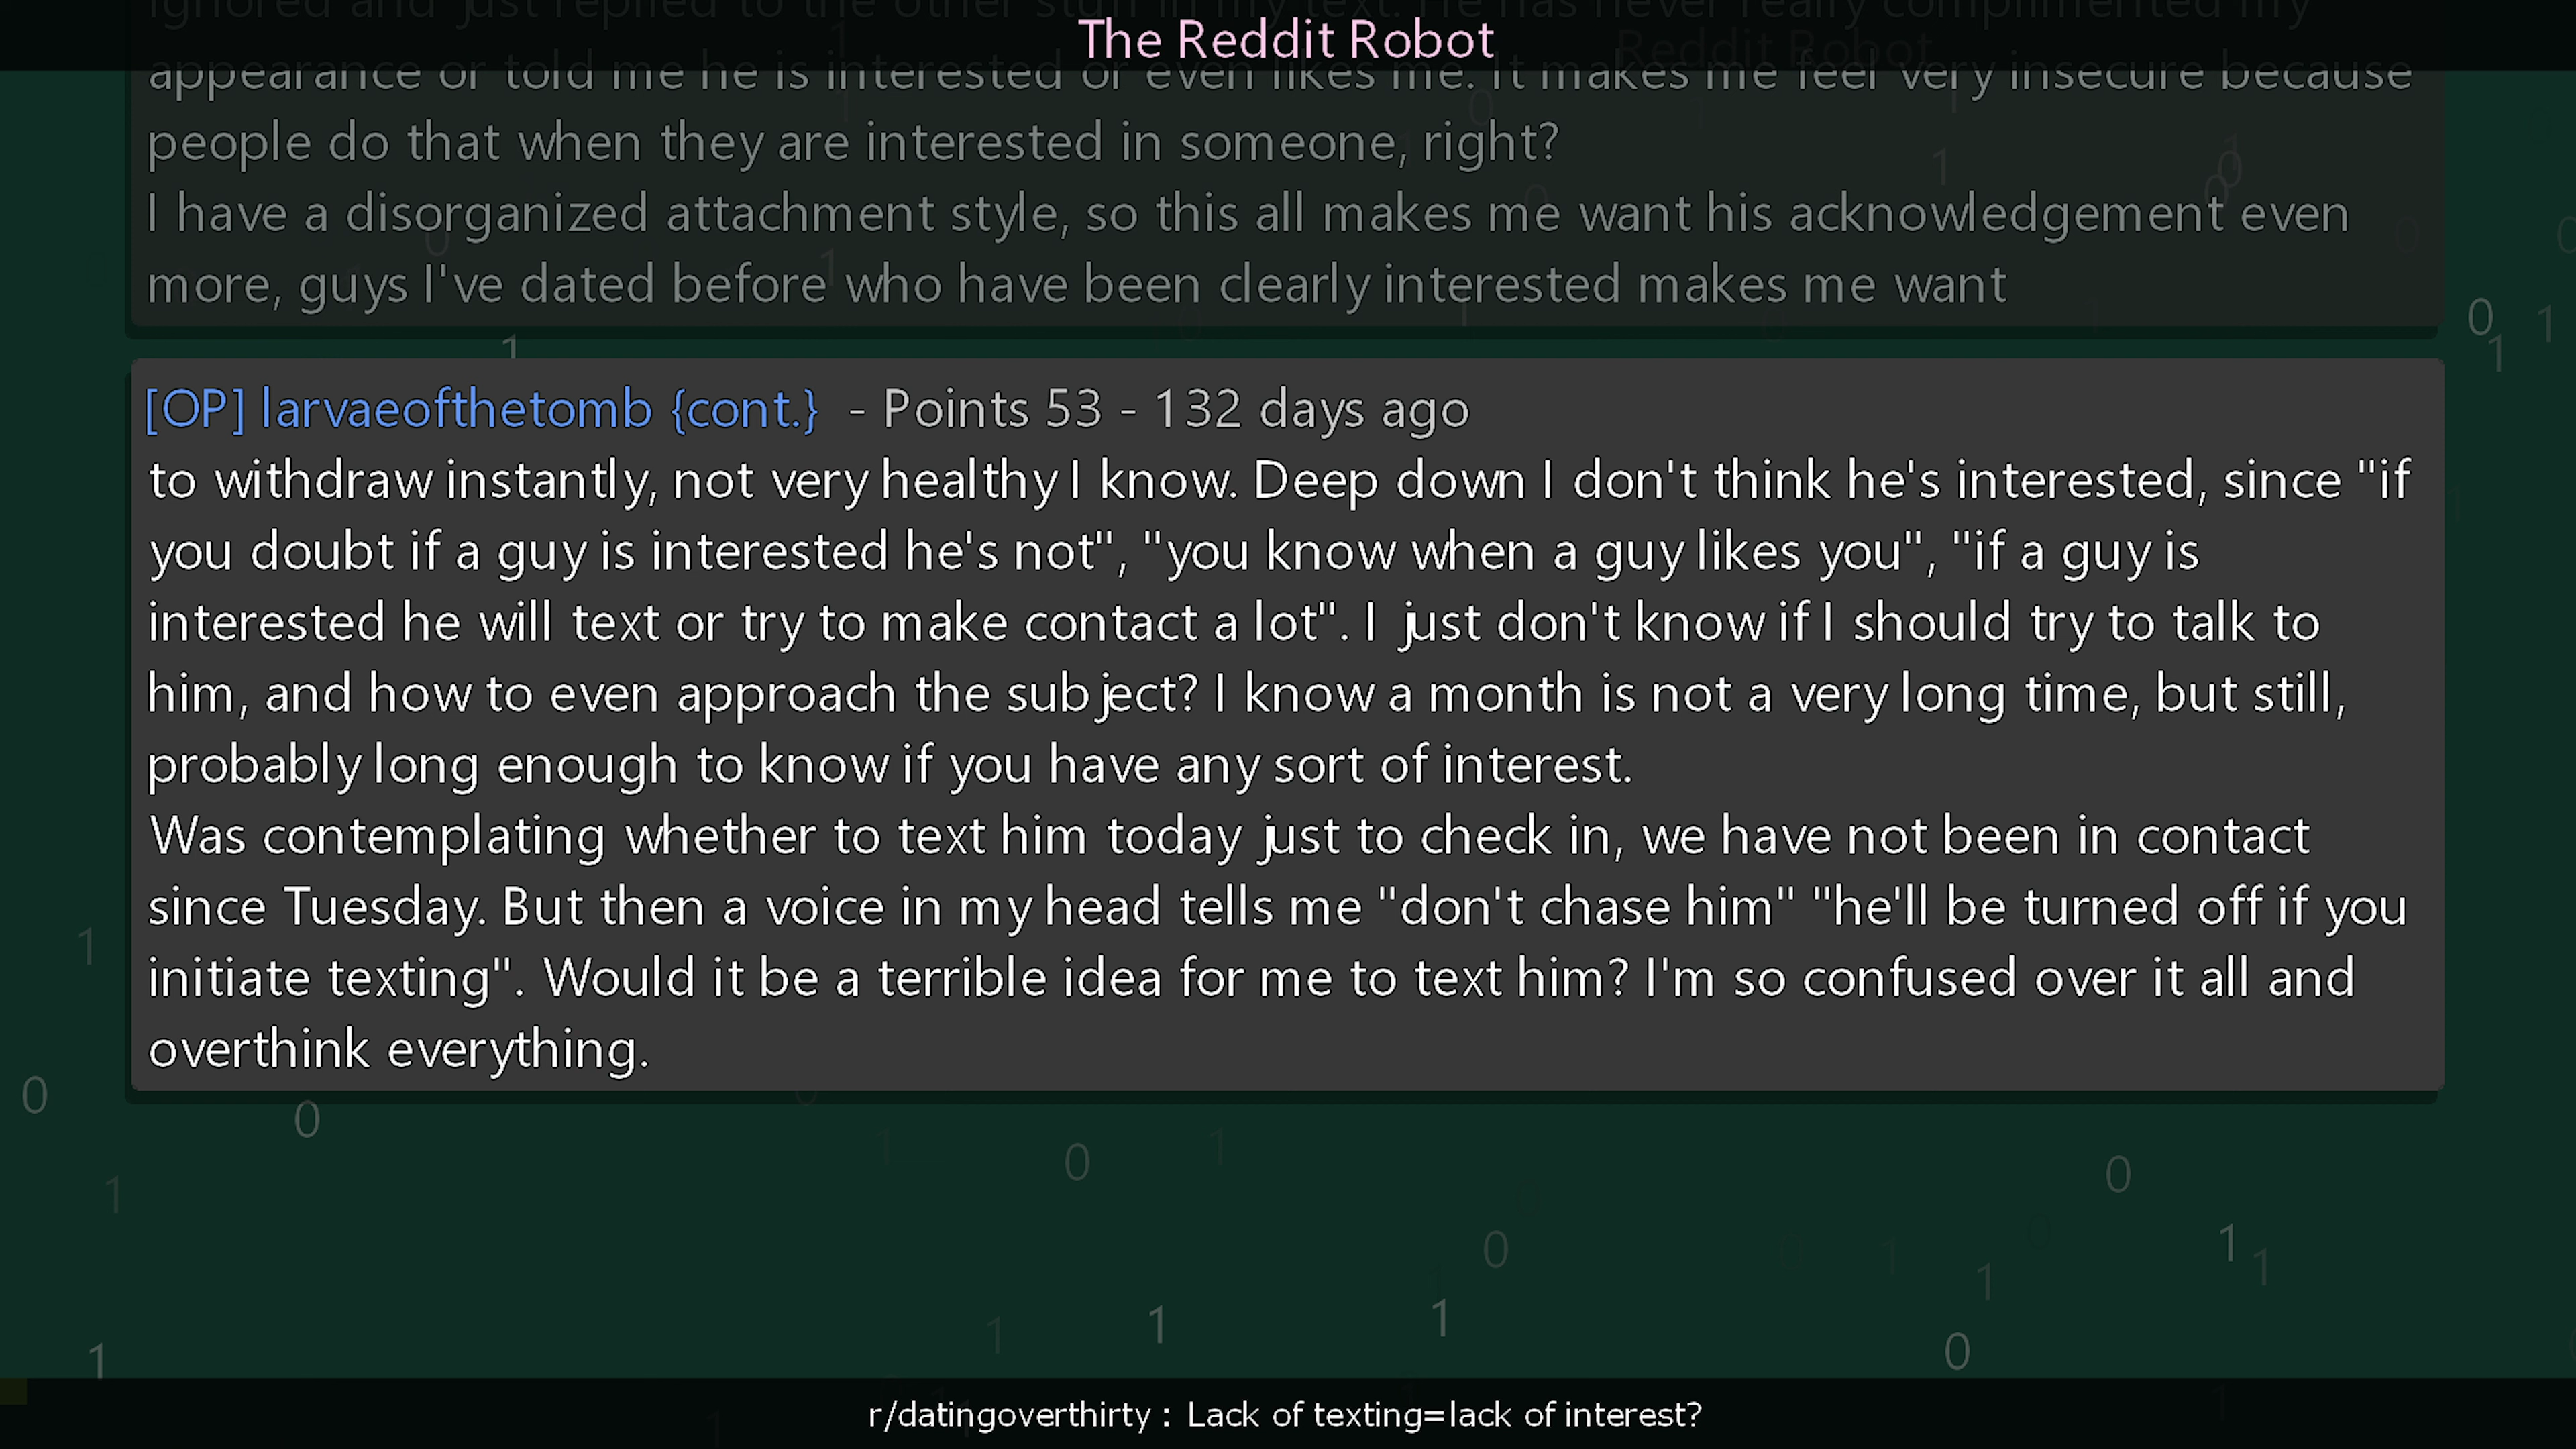 ignored and just replied to the other
The Reddit Robot
appearance or told me he is interested or even likes me. It makes me feel very insecure because
people do that when they are interested in someone, right?
I have a disorganized attachment style, so this all makes me want his acknowledgement even
more, guys I've dated before who have been clearly interested makes me want
[OP] larvaeofthetomb {cont.} - Points 53 - 132 days ago
to withdraw instantly, not very healthy I know. Deep down I don't think he's interested, since "if
you doubt if a guy is interested he's not", "you know when a guy likes you", "if a guy is
interested he will text or try to make contact a lot". I just don't know if I should try to talk to
him, and how to even approach the subject? I know a month is not a very long time, but still,
probably long enough to know if you have any sort of interest.
Was contemplating whether to text him today just to check in, we have not been in contact
since Tuesday. But then a voice in my head tells me "don't chase him" "he'll be turned off if you
initiate texting". Would it be a terrible idea for me to text him? I'm so confused over it all and
overthink everything.
r/datingoverthirty : Lack of texting=lack of interest?